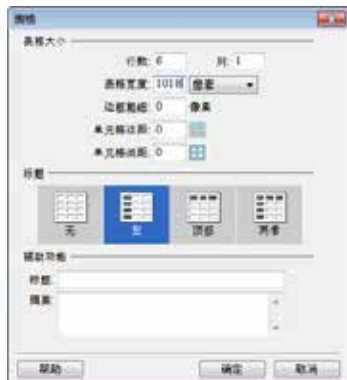 表格
表格大小
行数: 6 列: 1
表格宽度: 1018 像素
边框粗细: 0 像素
单元格边距: 0
单元格间距: 0
标题
无 左 顶部 两者
辅助功能
标题:
摘要:
帮助 确定 取消